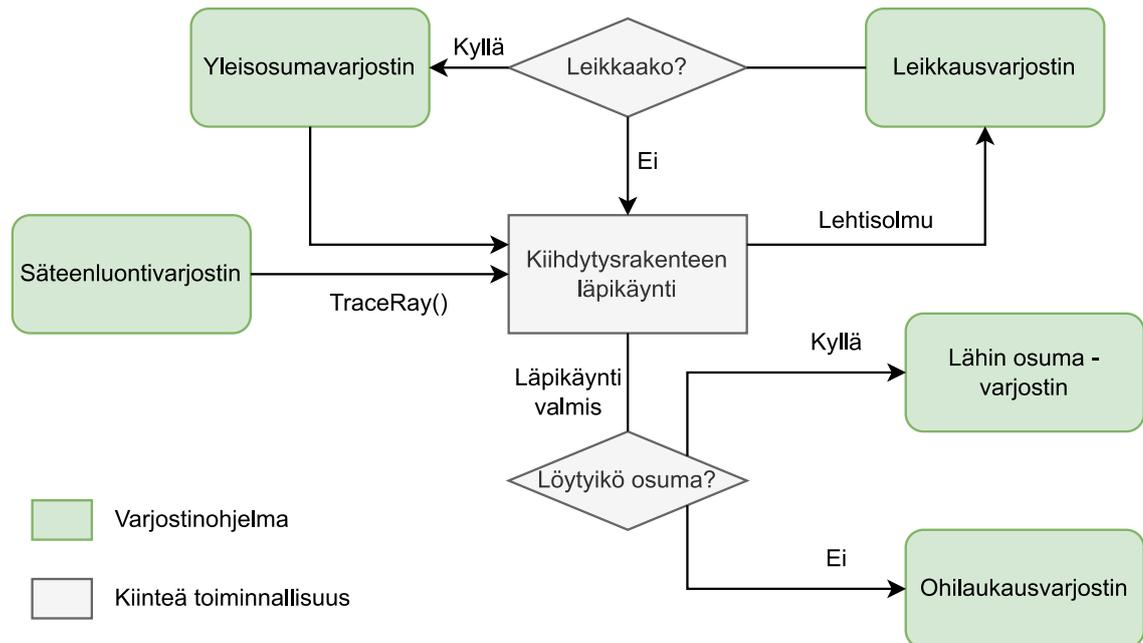 Yleisosumavarjostin
Kyllä
Leikkaako?
Leikkausvarjostin
Ei
Lehtisolmu
Säteenluontivarjostin
TraceRay()
Kiihdytysrakenteen
läpikäynti
Läpikäynti
valmis
Kyllä
Lähin osuma -
varjostin
Löytyikö osuma?
Ei
Ohilaukausvarjostin
Varjostinohjelma
Kiinteä toiminnallisuus